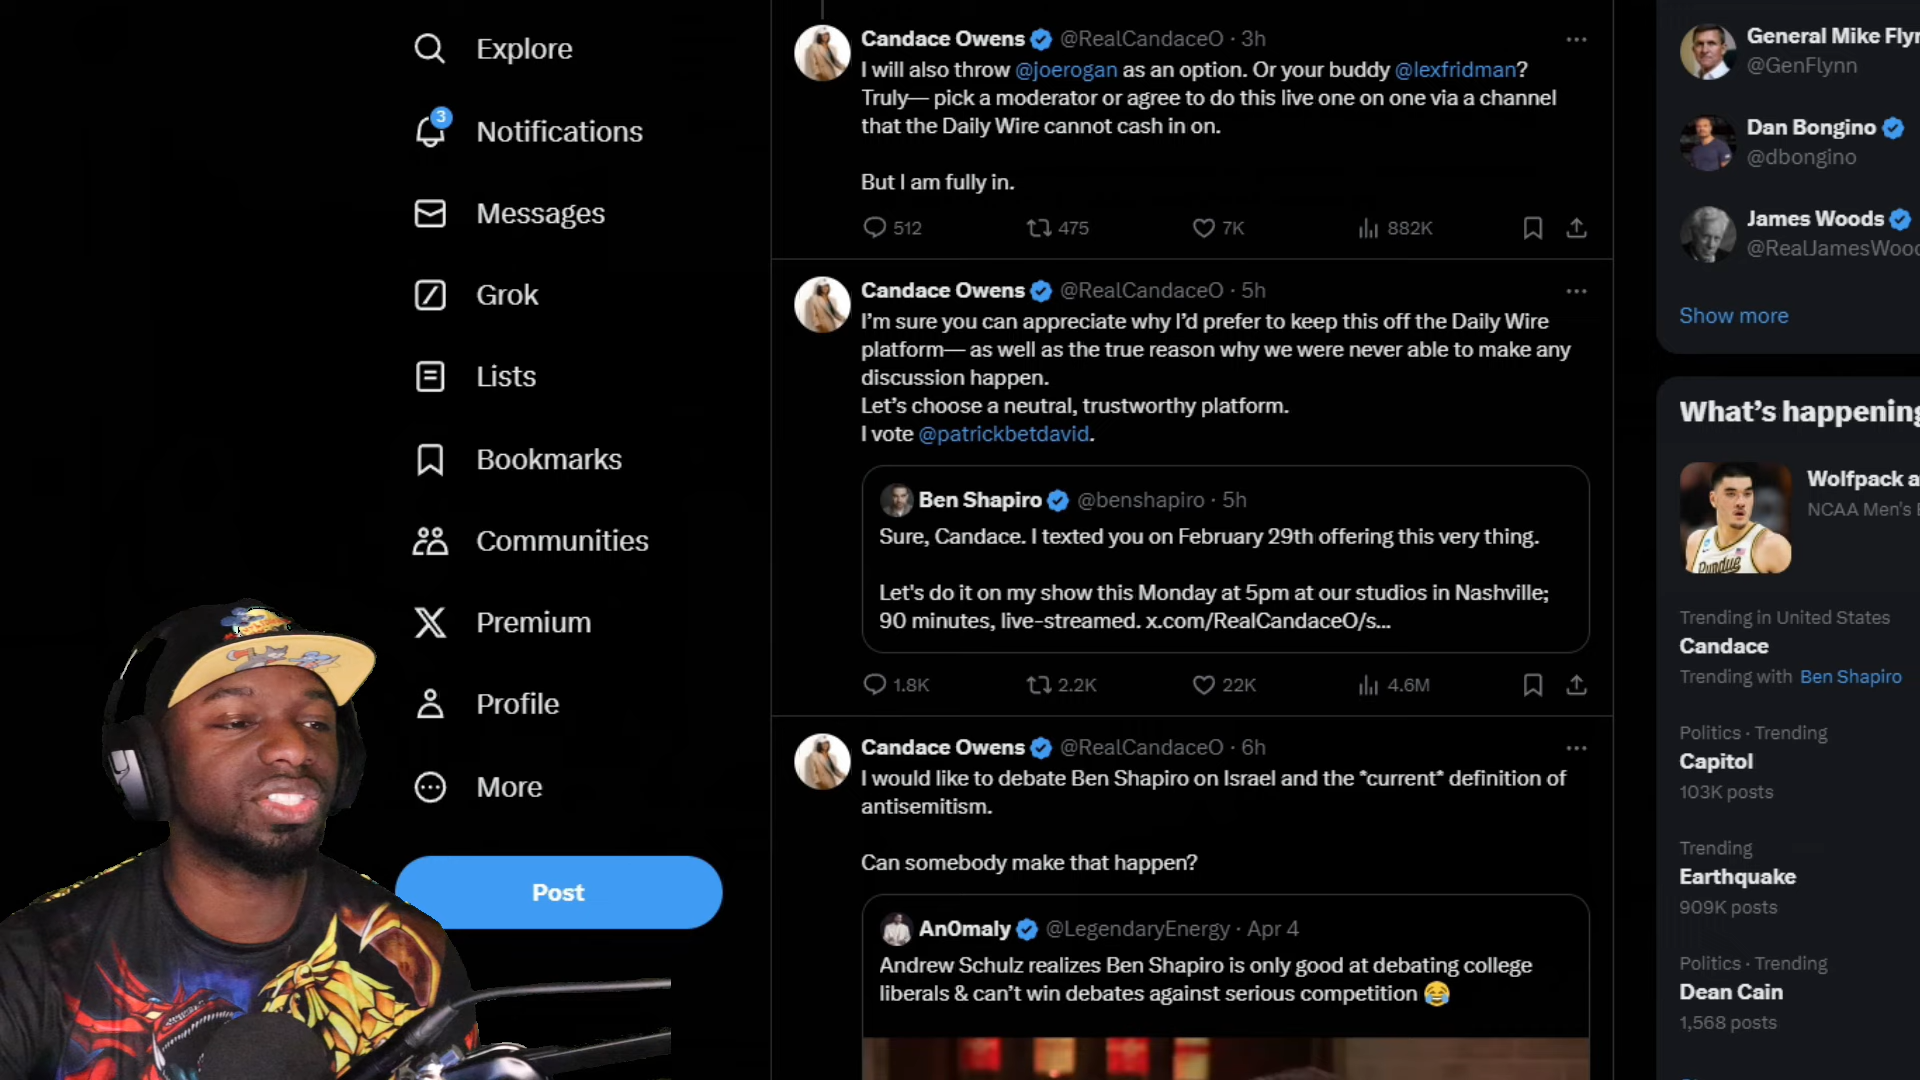 Explore
3
Notifications
Messages
Grok
Lists
Bookmarks
Communities
Premium
Profile
More
Post
Candace Owens @RealCandaceO · 3h
I will also throw @joerogan as an option. Or your buddy @lexfridman?
Truly— pick a moderator or agree to do this live one on one via a channel
that the Daily Wire cannot cash in on.
But I am fully in.
512 475 7K 882K
Candace Owens @RealCandaceO · 5h
I'm sure you can appreciate why I'd prefer to keep this off the Daily Wire
platform— as well as the true reason why we were never able to make any
discussion happen.
Let's choose a neutral, trustworthy platform.
I vote @patrickbetdavid.
Ben Shapiro @benshapiro · 5h
Sure, Candace. I texted you on February 29th offering this very thing.
Let's do it on my show this Monday at 5pm at our studios in Nashville;
90 minutes, live-streamed. x.com/RealCandaceO/s...
1.8K 2.2K 22K 4.6M
Candace Owens @RealCandaceO · 6h
I would like to debate Ben Shapiro on Israel and the *current* definition of
antisemitism.
Can somebody make that happen?
An0maly @LegendaryEnergy · Apr 4
Andrew Schulz realizes Ben Shapiro is only good at debating college
liberals & can't win debates against serious competition 😂
General Mike Flyn
@GenFlynn
Dan Bongino
@dbongino
James Woods
@RealJamesWood
Show more
What's happening
Wolfpack a
NCAA Men's B
Purdue
Trending in United States
Candace
Trending with Ben Shapiro
Politics · Trending
Capitol
103K posts
Trending
Earthquake
909K posts
Politics · Trending
Dean Cain
1,568 posts